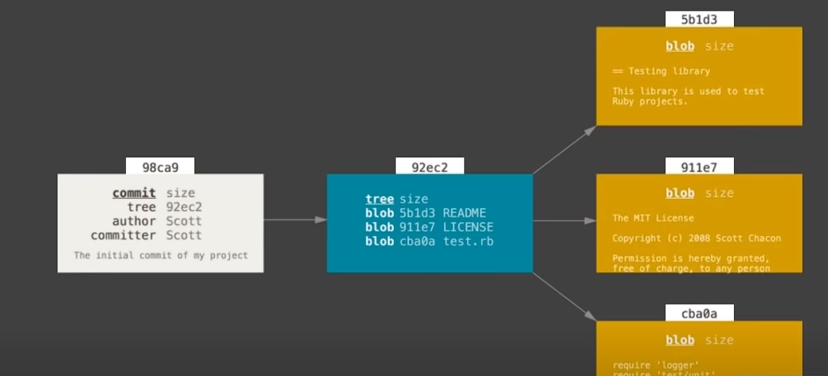 98ca9
commit size
tree 92ec2
author Scott
committer Scott
The initial commit of my project
92ec2
tree size
blob 5b1d3 README
blob 911e7 LICENSE
blob cba0a test.rb
5b1d3
blob size
== Testing library
This library is used to test
Ruby projects.
911e7
blob size
The MIT License
Copyright (c) 2008 Scott Chacon
Permission is hereby granted,
free of charge, to any person
cba0a
blob size
require 'logger'
require 'test/unit'